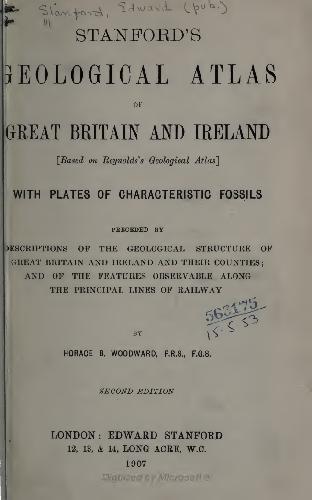 Stanford, Edward (pub.)
STANFORD'S
GEOLOGICAL ATLAS
OF
GREAT BRITAIN AND IRELAND
[Based on Reynolds's Geological Atlas]
WITH PLATES OF CHARACTERISTIC FOSSILS
PRECEDED BY
DESCRIPTIONS OF THE GEOLOGICAL STRUCTURE OF
GREAT BRITAIN AND IRELAND AND THEIR COUNTIES;
AND OF THE FEATURES OBSERVABLE ALONG
THE PRINCIPAL LINES OF RAILWAY
563175
15.5.53
BY
HORACE B. WOODWARD, F.R.S., F.G.S.
SECOND EDITION
LONDON: EDWARD STANFORD
12, 13, & 14, LONG ACRE, W.C.
1907
Digitized by Microsoft®